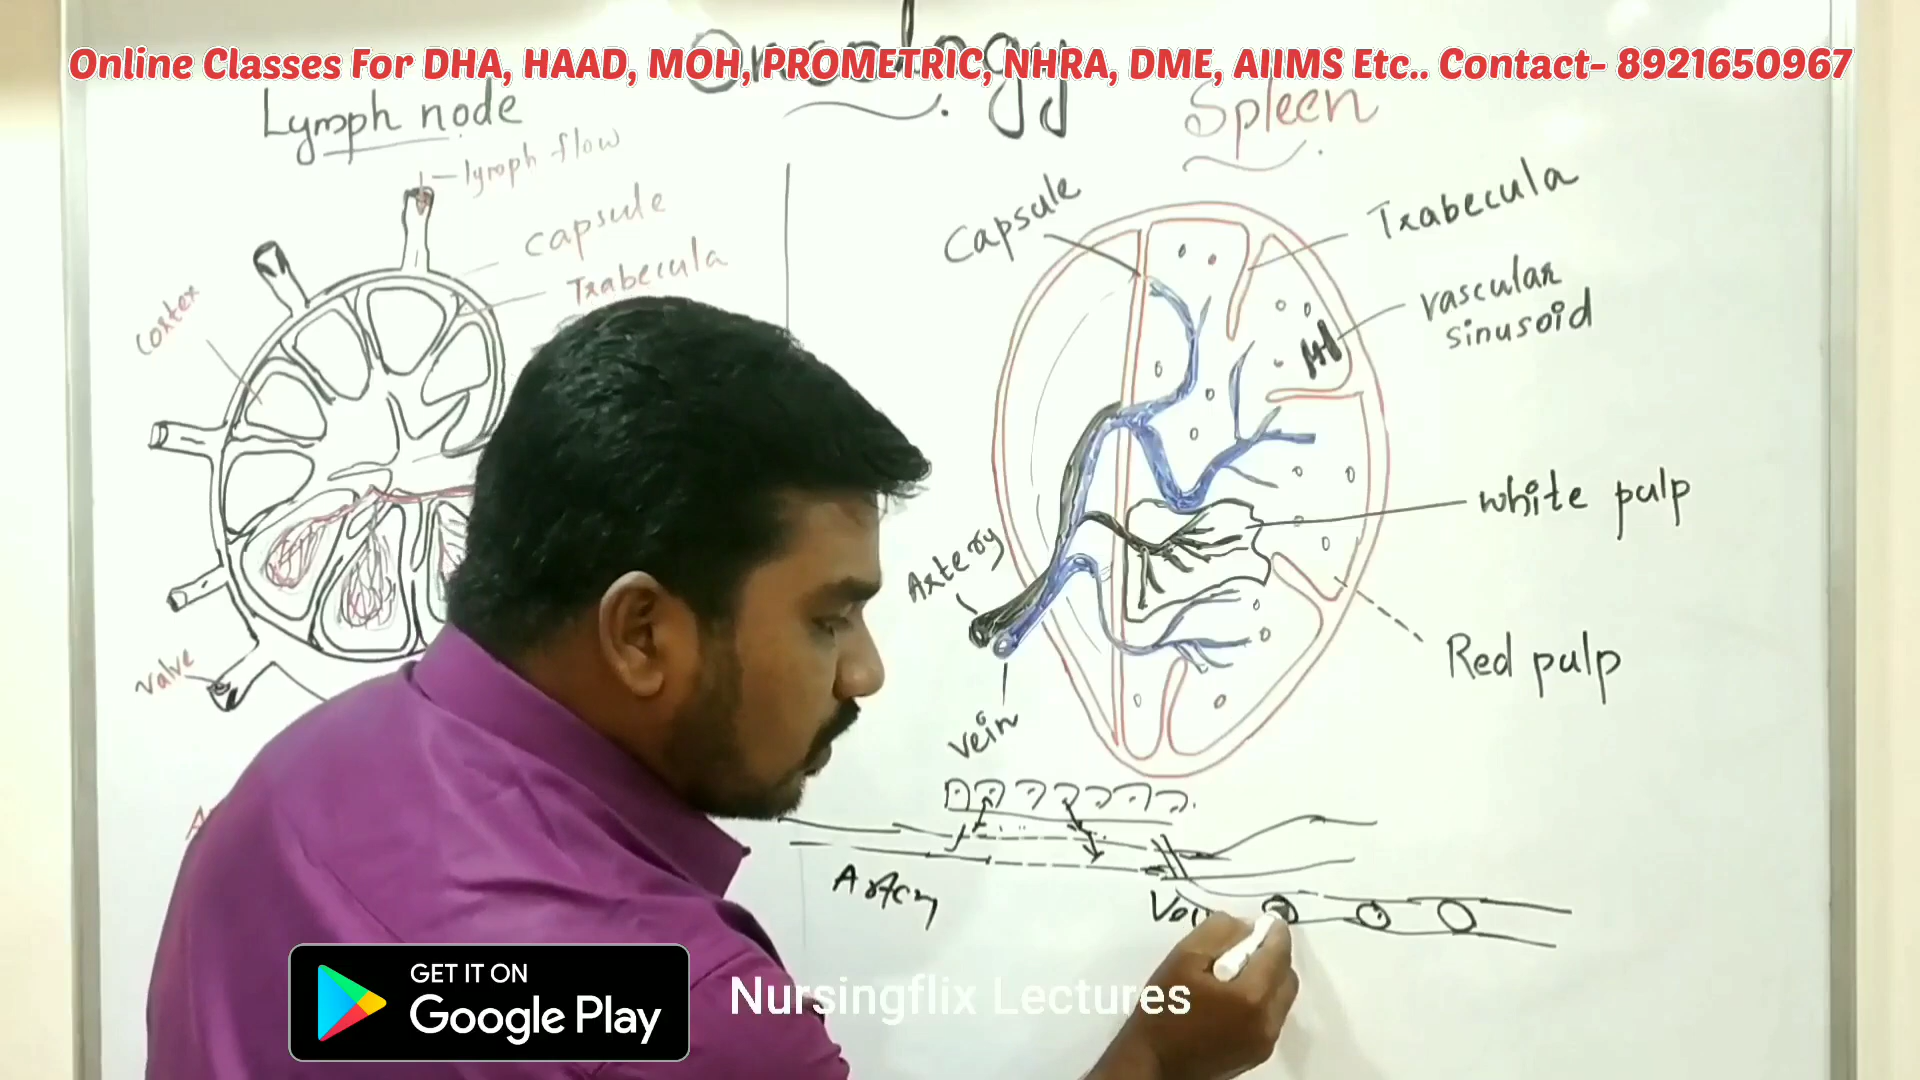 Online Classes For DHA, HAAD, MOH, PROMETRIC, NHRA, DME, AIIMS Etc.. Contact- 8921650967
Oncology
Lymph node
lymph flow
capsule
Trabecula
cortex
valve
Spleen
Capsule
Trabecula
vascular
sinusoid
white pulp
Red pulp
Artery
vein
Artery
GET IT ON
Google Play
Nursingflix Lectures